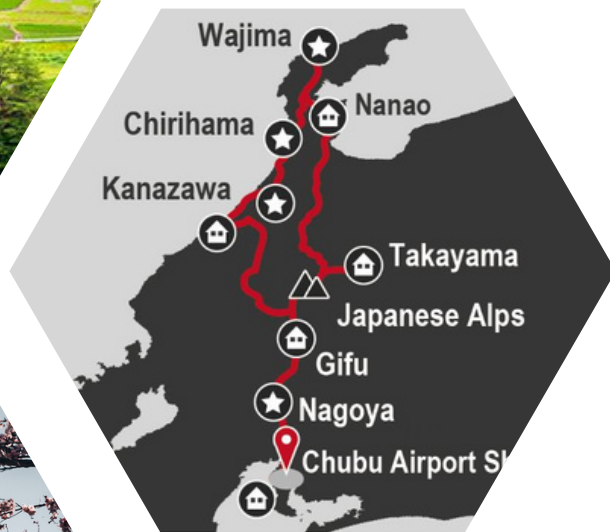 Wajima
Nanao
Chirihama
Kanazawa
Takayama
Japanese Alps
Gifu
Nagoya
Chubu Airport